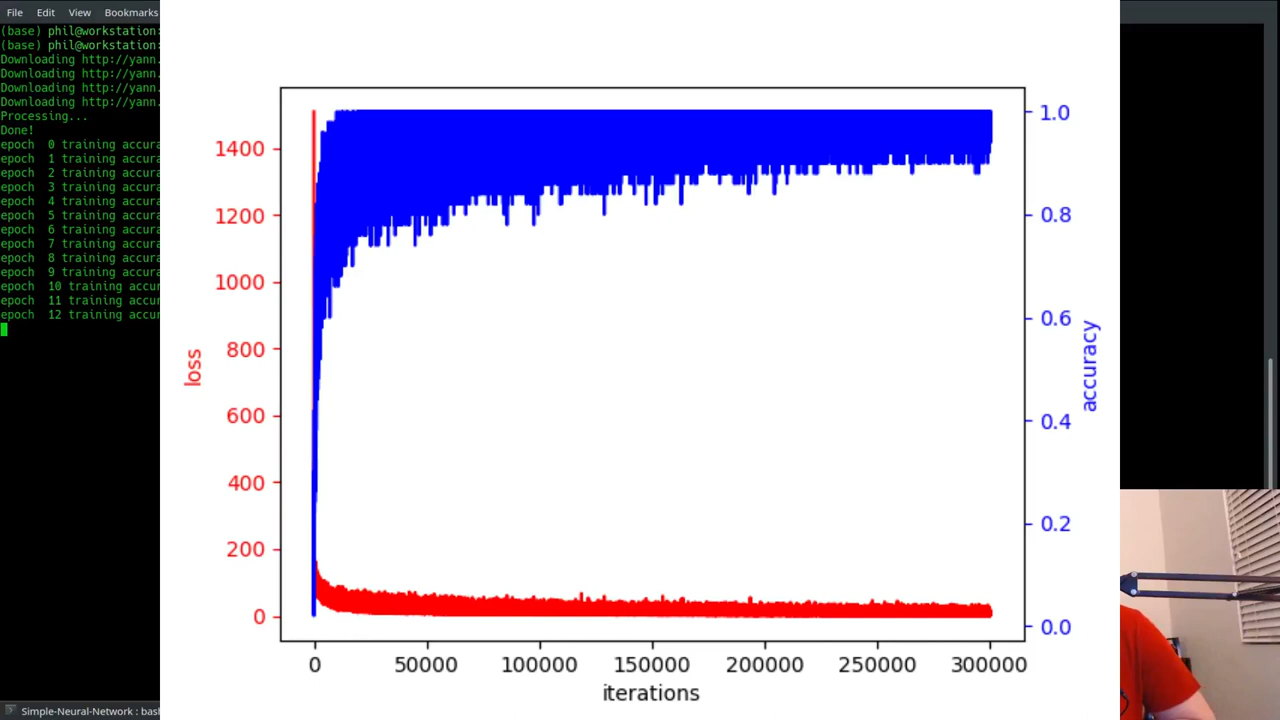 File Edit View Bookmarks
(base) phil@workstation:
(base) phil@workstation:
Downloading http://yann.
Downloading http://yann.
Downloading http://yann.
Downloading http://yann.
Processing...
Done!
epoch 0 training accura
epoch 1 training accura
epoch 2 training accura
epoch 3 training accura
epoch 4 training accura
epoch 5 training accura
epoch 6 training accura
epoch 7 training accura
epoch 8 training accura
epoch 9 training accura
epoch 10 training accura
epoch 11 training accura
epoch 12 training accur
Simple-Neural-Network : bash
loss
1400
1200
1000
800
600
400
200
0
1.0
0.8
0.6
0.4
0.2
0.0
accuracy
0 50000 100000 150000 200000 250000 300000
iterations